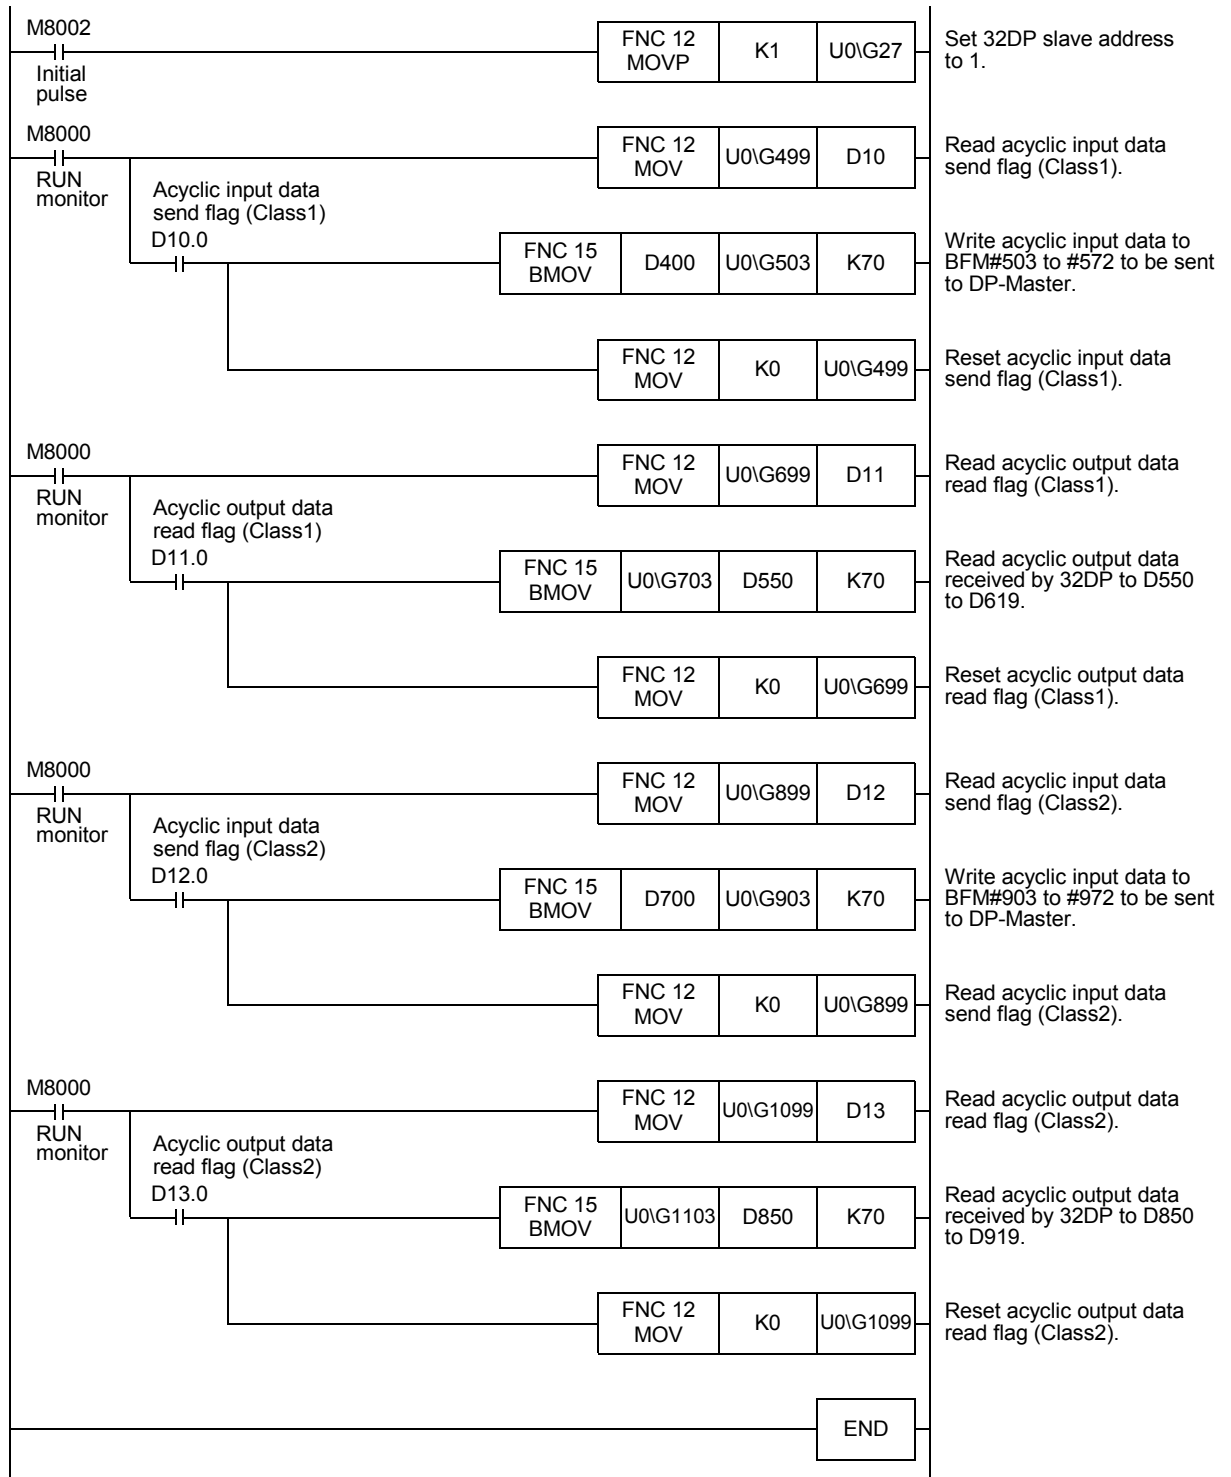 M8002
Initial
pulse
FNC 12
MOVP
K1
U0\G27
Set 32DP slave address
to 1.
M8000
RUN
monitor
FNC 12
MOV
U0\G499
D10
Read acyclic input data
send flag (Class1).
Acyclic input data
send flag (Class1)
D10.0
FNC 15
BMOV
D400
U0\G503
K70
Write acyclic input data to
BFM#503 to #572 to be sent
to DP-Master.
FNC 12
MOV
K0
U0\G499
Reset acyclic input data
send flag (Class1).
M8000
RUN
monitor
FNC 12
MOV
U0\G699
D11
Read acyclic output data
read flag (Class1).
Acyclic output data
read flag (Class1)
D11.0
FNC 15
BMOV
U0\G703
D550
K70
Read acyclic output data
received by 32DP to D550
to D619.
FNC 12
MOV
K0
U0\G699
Reset acyclic output data
read flag (Class1).
M8000
RUN
monitor
FNC 12
MOV
U0\G899
D12
Read acyclic input data
send flag (Class2).
Acyclic input data
send flag (Class2)
D12.0
FNC 15
BMOV
D700
U0\G903
K70
Write acyclic input data to
BFM#903 to #972 to be sent
to DP-Master.
FNC 12
MOV
K0
U0\G899
Read acyclic input data
send flag (Class2).
M8000
RUN
monitor
FNC 12
MOV
U0\G1099
D13
Read acyclic output data
read flag (Class2).
Acyclic output data
read flag (Class2)
D13.0
FNC 15
BMOV
U0\G1103
D850
K70
Read acyclic output data
received by 32DP to D850
to D919.
FNC 12
MOV
K0
U0\G1099
Reset acyclic output data
read flag (Class2).
END